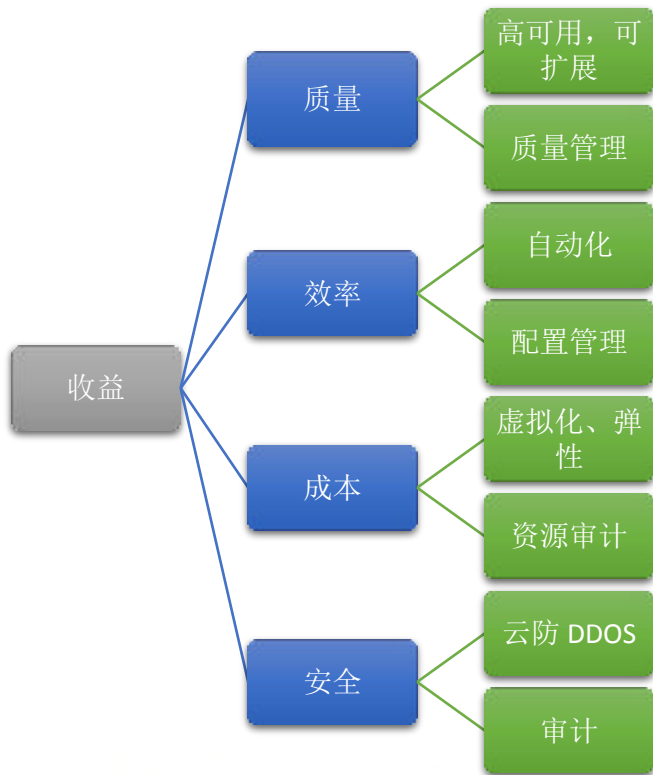 收益
质量
高可用，可
扩展
质量管理
效率
自动化
配置管理
成本
虚拟化、弹
性
资源审计
安全
云防 DDOS
审计